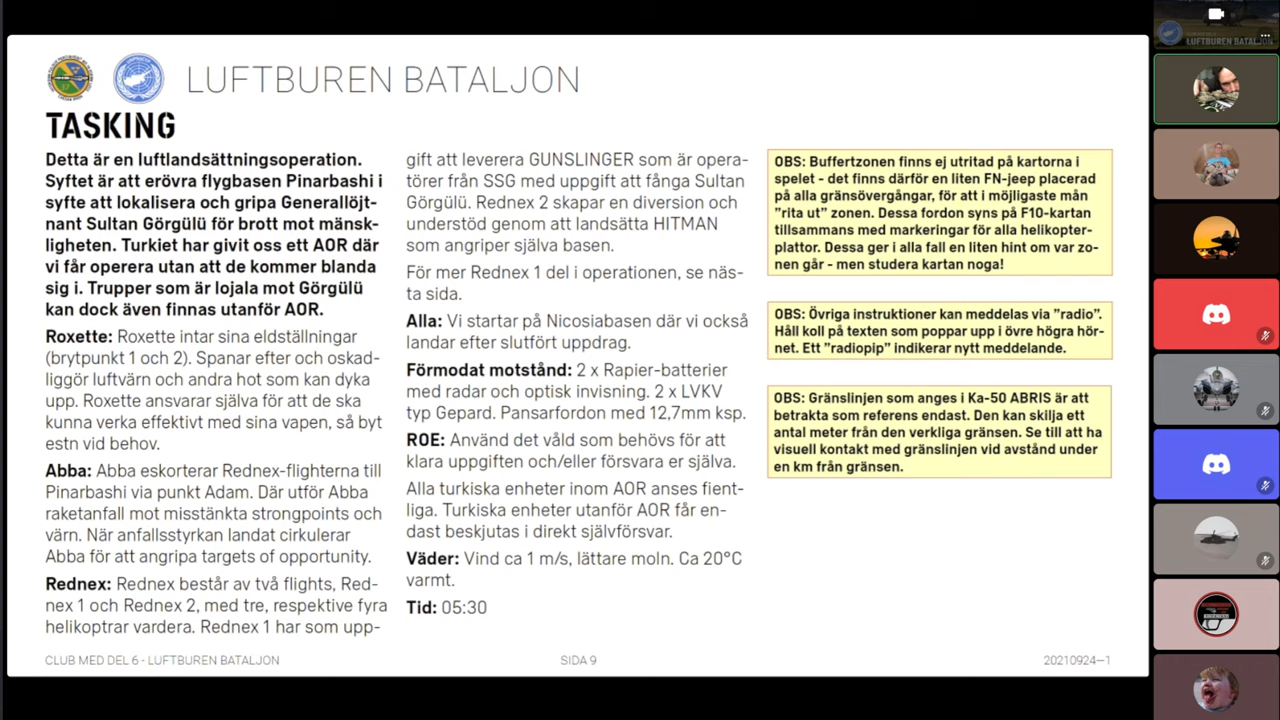 LUFTBUREN BATALJON
TASKING
Detta är en luftlandsättningsoperation.
Syftet är att erövra flygbasen Pinarbashi i
syfte att lokalisera och gripa Generallöjt-
nant Sultan Görgülü för brott mot mänsk-
ligheten. Turkiet har givit oss ett AOR där
vi får operera utan att de kommer blanda
sig i. Trupper som är lojala mot Görgülü
kan dock även finnas utanför AOR.
Roxette: Roxette intar sina eldställningar
(brytpunkt 1 och 2). Spanar efter och oskad-
liggör luftvärn och andra hot som kan dyka
upp. Roxette ansvarar själva för att de ska
kunna verka effektivt med sina vapen, så byt
estn vid behov.
Abba: Abba eskorterar Rednex-flighterna till
Pinarbashi via punkt Adam. Där utför Abba
raketanfall mot misstänkta strongpoints och
värn. När anfallsstyrkan landat cirkulerar
Abba för att angripa targets of opportunity.
Rednex: Rednex består av två flights, Red-
nex 1 och Rednex 2, med tre, respektive fyra
helikoptrar vardera. Rednex 1 har som upp-
gift att leverera GUNSLINGER som är opera-
törer från SSG med uppgift att fånga Sultan
Görgülü. Rednex 2 skapar en diversion och
understöd genom att landsätta HITMAN
som angriper själva basen.
För mer Rednex 1 del i operationen, se näs-
ta sida.
Alla: Vi startar på Nicosiabasen där vi också
landar efter slutfört uppdrag.
Förmodat motstånd: 2 x Rapier-batterier
med radar och optisk invisning. 2 x LVKV
typ Gepard. Pansarfordon med 12,7mm ksp.
ROE: Använd det våld som behövs för att
klara uppgiften och/eller försvara er själva.
Alla turkiska enheter inom AOR anses fient-
liga. Turkiska enheter utanför AOR får en-
dast beskjutas i direkt självförsvar.
Väder: Vind ca 1 m/s, lättare moln. Ca 20°C
varmt.
Tid: 05:30
OBS: Buffertzonen finns ej utritad på kartorna i
spelet - det finns därför en liten FN-jeep placerad
på alla gränsövergångar, för att i möjligaste mån
"rita ut" zonen. Dessa fordon syns på F10-kartan
tillsammans med markeringar för alla helikopter-
plattor. Dessa ger i alla fall en liten hint om var zo-
nen går - men studera kartan noga!
OBS: Övriga instruktioner kan meddelas via "radio".
Håll koll på texten som poppar upp i övre högra hör-
net. Ett "radiopip" indikerar nytt meddelande.
OBS: Gränslinjen som anges i Ka-50 ABRIS är att
betrakta som referens endast. Den kan skilja ett
antal meter från den verkliga gränsen. Se till att ha
visuell kontakt med gränslinjen vid avstånd under
en km från gränsen.
CLUB MED DEL 6 - LUFTBUREN BATALJON
SIDA 9
20210924—1
LUFTBUREN BATALJON